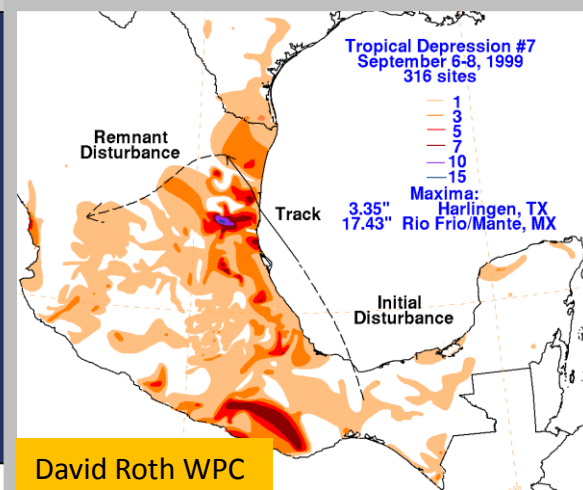 Tropical Depression #7
September 6-8, 1999
316 sites
1
3
5
7
10
15
Maxima:
3.35" Harlingen, TX
17.43" Rio Frio/Mante, MX
Remnant
Disturbance
Track
Initial
Disturbance
David Roth WPC